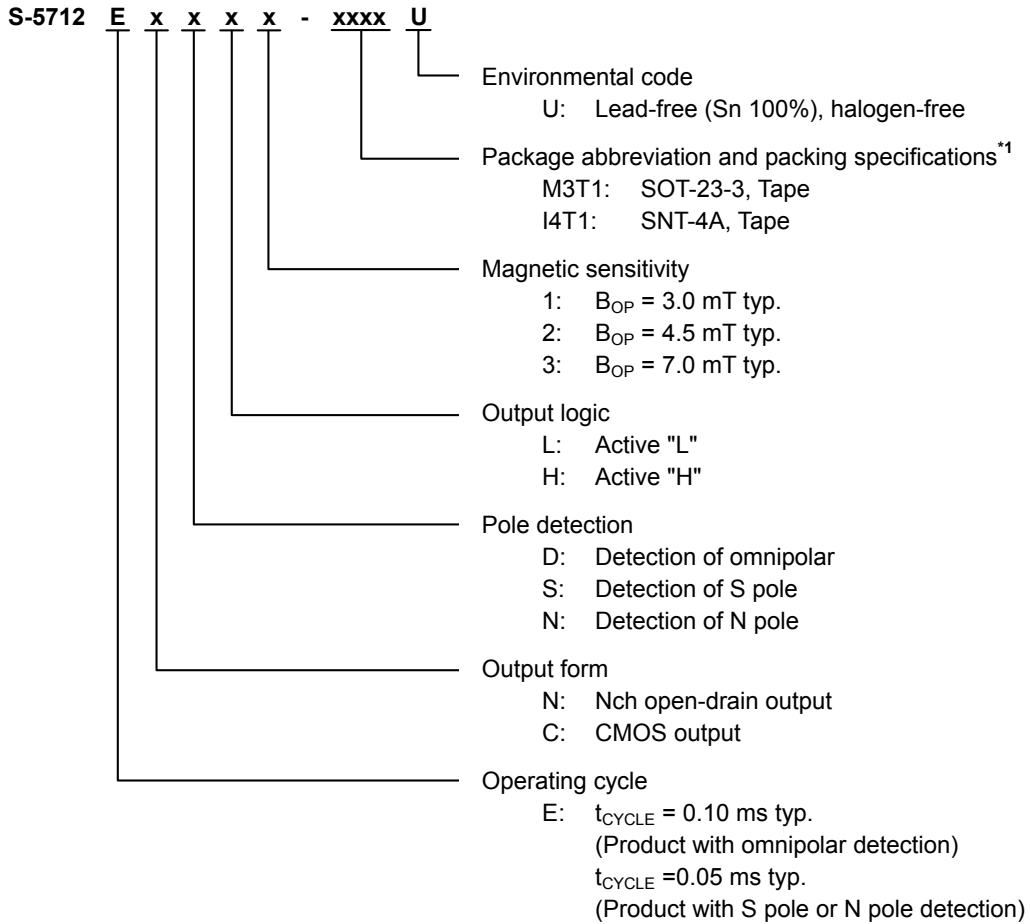 S-5712 E x x x x - xxxx U
Environmental code
U: Lead-free (Sn 100%), halogen-free
Package abbreviation and packing specifications*1
M3T1: SOT-23-3, Tape
I4T1: SNT-4A, Tape
Magnetic sensitivity
1: BOP = 3.0 mT typ.
2: BOP = 4.5 mT typ.
3: BOP = 7.0 mT typ.
Output logic
L: Active "L"
H: Active "H"
Pole detection
D: Detection of omnipolar
S: Detection of S pole
N: Detection of N pole
Output form
N: Nch open-drain output
C: CMOS output
Operating cycle
E: tCYCLE = 0.10 ms typ.
(Product with omnipolar detection)
tCYCLE =0.05 ms typ.
(Product with S pole or N pole detection)